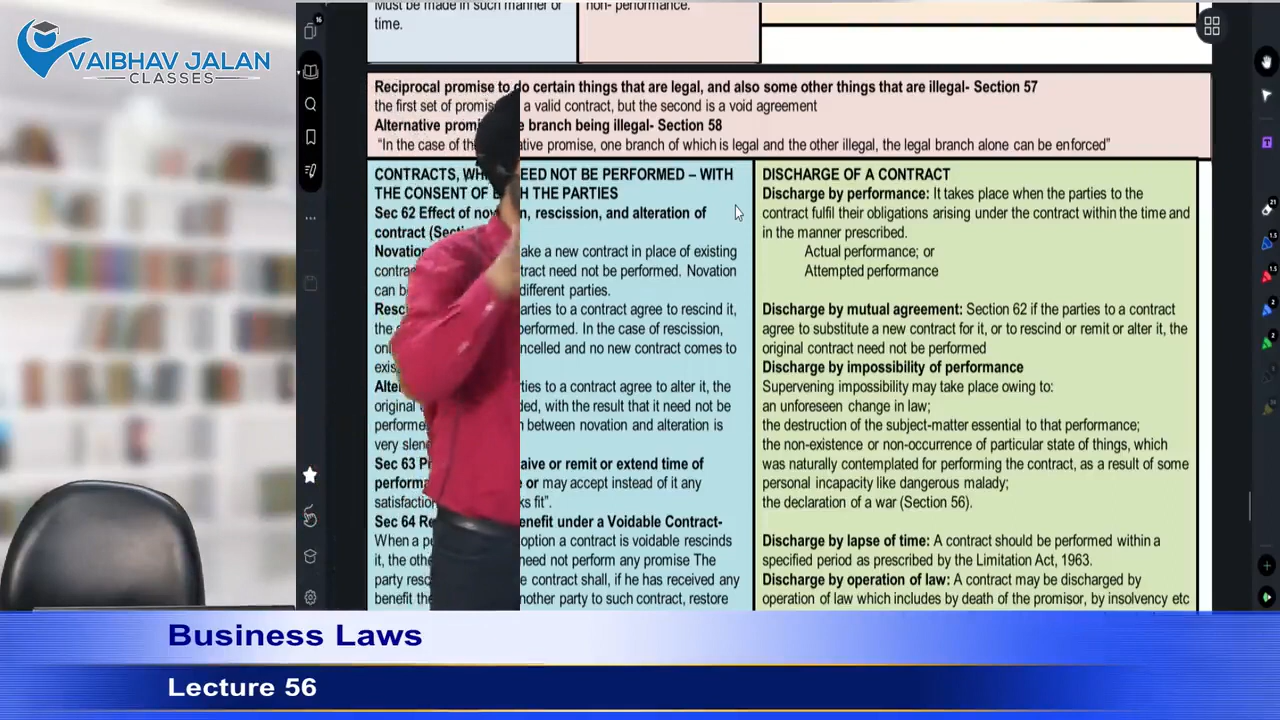 VAIBHAV JALAN
CLASSES
Must be made in such manner or
time.
non- performance.
16
Reciprocal promise to do certain things that are legal, and also some other things that are illegal- Section 57
the first set of promis a valid contract, but the second is a void agreement
Alternative promi e branch being illegal- Section 58
“In the case of th ative promise, one branch of which is legal and the other illegal, the legal branch alone can be enforced”
CONTRACTS, WH EED NOT BE PERFORMED – WITH
THE CONSENT OF B H THE PARTIES
Sec 62 Effect of nov n, rescission, and alteration of
contract (Secti
Novation ake a new contract in place of existing
contrac tract need not be performed. Novation
can be different parties.
Resci arties to a contract agree to rescind it,
the performed. In the case of rescission,
onl ncelled and no new contract comes to
exis
Alte ties to a contract agree to alter it, the
original ded, with the result that it need not be
performe between novation and alteration is
very slend
Sec 63 Pr aive or remit or extend time of
performa e or may accept instead of it any
satisfaction ks fit”.
Sec 64 Re enefit under a Voidable Contract-
When a pe option a contract is voidable rescinds
it, the othe need not perform any promise The
party resc e contract shall, if he has received any
benefit the nother party to such contract, restore
DISCHARGE OF A CONTRACT
Discharge by performance: It takes place when the parties to the
contract fulfil their obligations arising under the contract within the time and
in the manner prescribed.
Actual performance; or
Attempted performance
Discharge by mutual agreement: Section 62 if the parties to a contract
agree to substitute a new contract for it, or to rescind or remit or alter it, the
original contract need not be performed
Discharge by impossibility of performance
Supervening impossibility may take place owing to:
an unforeseen change in law;
the destruction of the subject-matter essential to that performance;
the non-existence or non-occurrence of particular state of things, which
was naturally contemplated for performing the contract, as a result of some
personal incapacity like dangerous malady;
the declaration of a war (Section 56).
Discharge by lapse of time: A contract should be performed within a
specified period as prescribed by the Limitation Act, 1963.
Discharge by operation of law: A contract may be discharged by
operation of law which includes by death of the promisor, by insolvency etc
Business Laws
Lecture 56